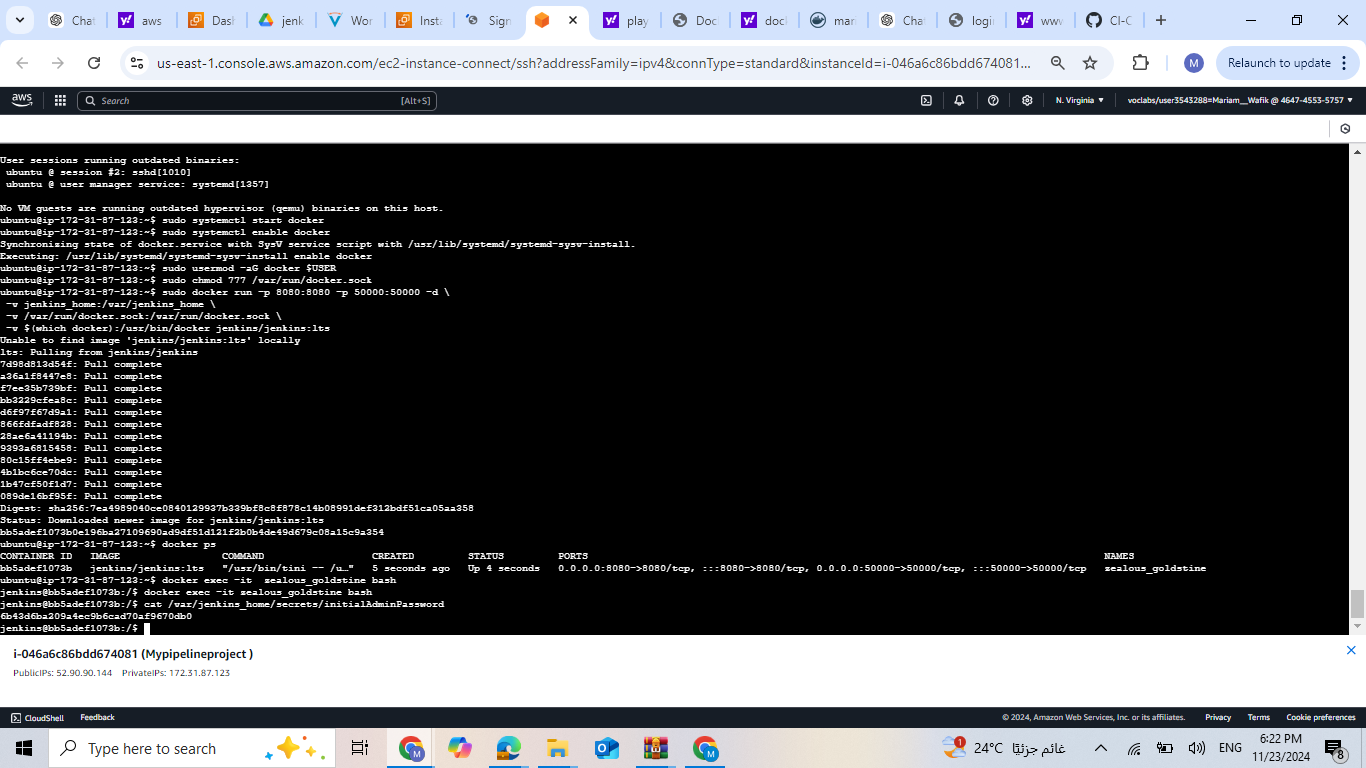 Chat
aws
Dash
jenk
Wor
Insta
Sign
play
Doc
doc
mar
Cha
logi
www
CI-C
us-east-1.console.aws.amazon.com/ec2-instance-connect/ssh?addressFamily=ipv4&connType=standard&instanceId=i-046a6c86bdd674081...
M
Relaunch to update
aws
Search
[Alt+S]
N. Virginia
voclabs/user3543288=Mariam__Wafik @ 4647-4553-5757
User sessions running outdated binaries:
ubuntu @ session #2: sshd[1010]
ubuntu @ user manager service: systemd[1357]
No VM guests are running outdated hypervisor (qemu) binaries on this host.
ubuntu@ip-172-31-87-123:~$ sudo systemctl start docker
ubuntu@ip-172-31-87-123:~$ sudo systemctl enable docker
Synchronizing state of docker.service with SysV service script with /usr/lib/systemd/systemd-sysv-install.
Executing: /usr/lib/systemd/systemd-sysv-install enable docker
ubuntu@ip-172-31-87-123:~$ sudo usermod -aG docker $USER
ubuntu@ip-172-31-87-123:~$ sudo chmod 777 /var/run/docker.sock
ubuntu@ip-172-31-87-123:~$ sudo docker run -p 8080:8080 -p 50000:50000 -d \
-v jenkins_home:/var/jenkins_home \
-v /var/run/docker.sock:/var/run/docker.sock \
-v $(which docker):/usr/bin/docker jenkins/jenkins:lts
Unable to find image 'jenkins/jenkins:lts' locally
lts: Pulling from jenkins/jenkins
7d98d813d54f: Pull complete
a36a1f8447e8: Pull complete
f7ee35b739bf: Pull complete
bb3229cfea8c: Pull complete
d6f97f67d9a1: Pull complete
866fdfadf828: Pull complete
28ae6a41194b: Pull complete
9393a6815458: Pull complete
80c15ff4ebe9: Pull complete
4b1bc6ce70dc: Pull complete
1b47cf50f1d7: Pull complete
089de16bf95f: Pull complete
Digest: sha256:7ea4989040ce0840129937b339bf8c8f878c14b08991def312bdf51ca05aa358
Status: Downloaded newer image for jenkins/jenkins:lts
bb5adef1073b0e196ba27109690ad9df51d121f2b0b4de49d679c08a15c9a354
ubuntu@ip-172-31-87-123:~$ docker ps
CONTAINER ID IMAGE COMMAND CREATED STATUS PORTS NAMES
bb5adef1073b jenkins/jenkins:lts "/usr/bin/tini -- /u…" 5 seconds ago Up 4 seconds 0.0.0.0:8080->8080/tcp, :::8080->8080/tcp, 0.0.0.0:50000->50000/tcp, :::50000->50000/tcp zealous_goldstine
ubuntu@ip-172-31-87-123:~$ docker exec -it zealous_goldstine bash
jenkins@bb5adef1073b:/$ docker exec -it zealous_goldstine bash
jenkins@bb5adef1073b:/$ cat /var/jenkins_home/secrets/initialAdminPassword
6b43d6ba209a4ec9b6cad70af9670db0
jenkins@bb5adef1073b:/$
i-046a6c86bdd674081 (Mypipelineproject )
PublicIPs: 52.90.90.144 PrivateIPs: 172.31.87.123
CloudShell Feedback
© 2024, Amazon Web Services, Inc. or its affiliates. Privacy Terms Cookie preferences
Type here to search
1
24°C غائم جزئيًا
ENG
6:22 PM
11/23/2024
8